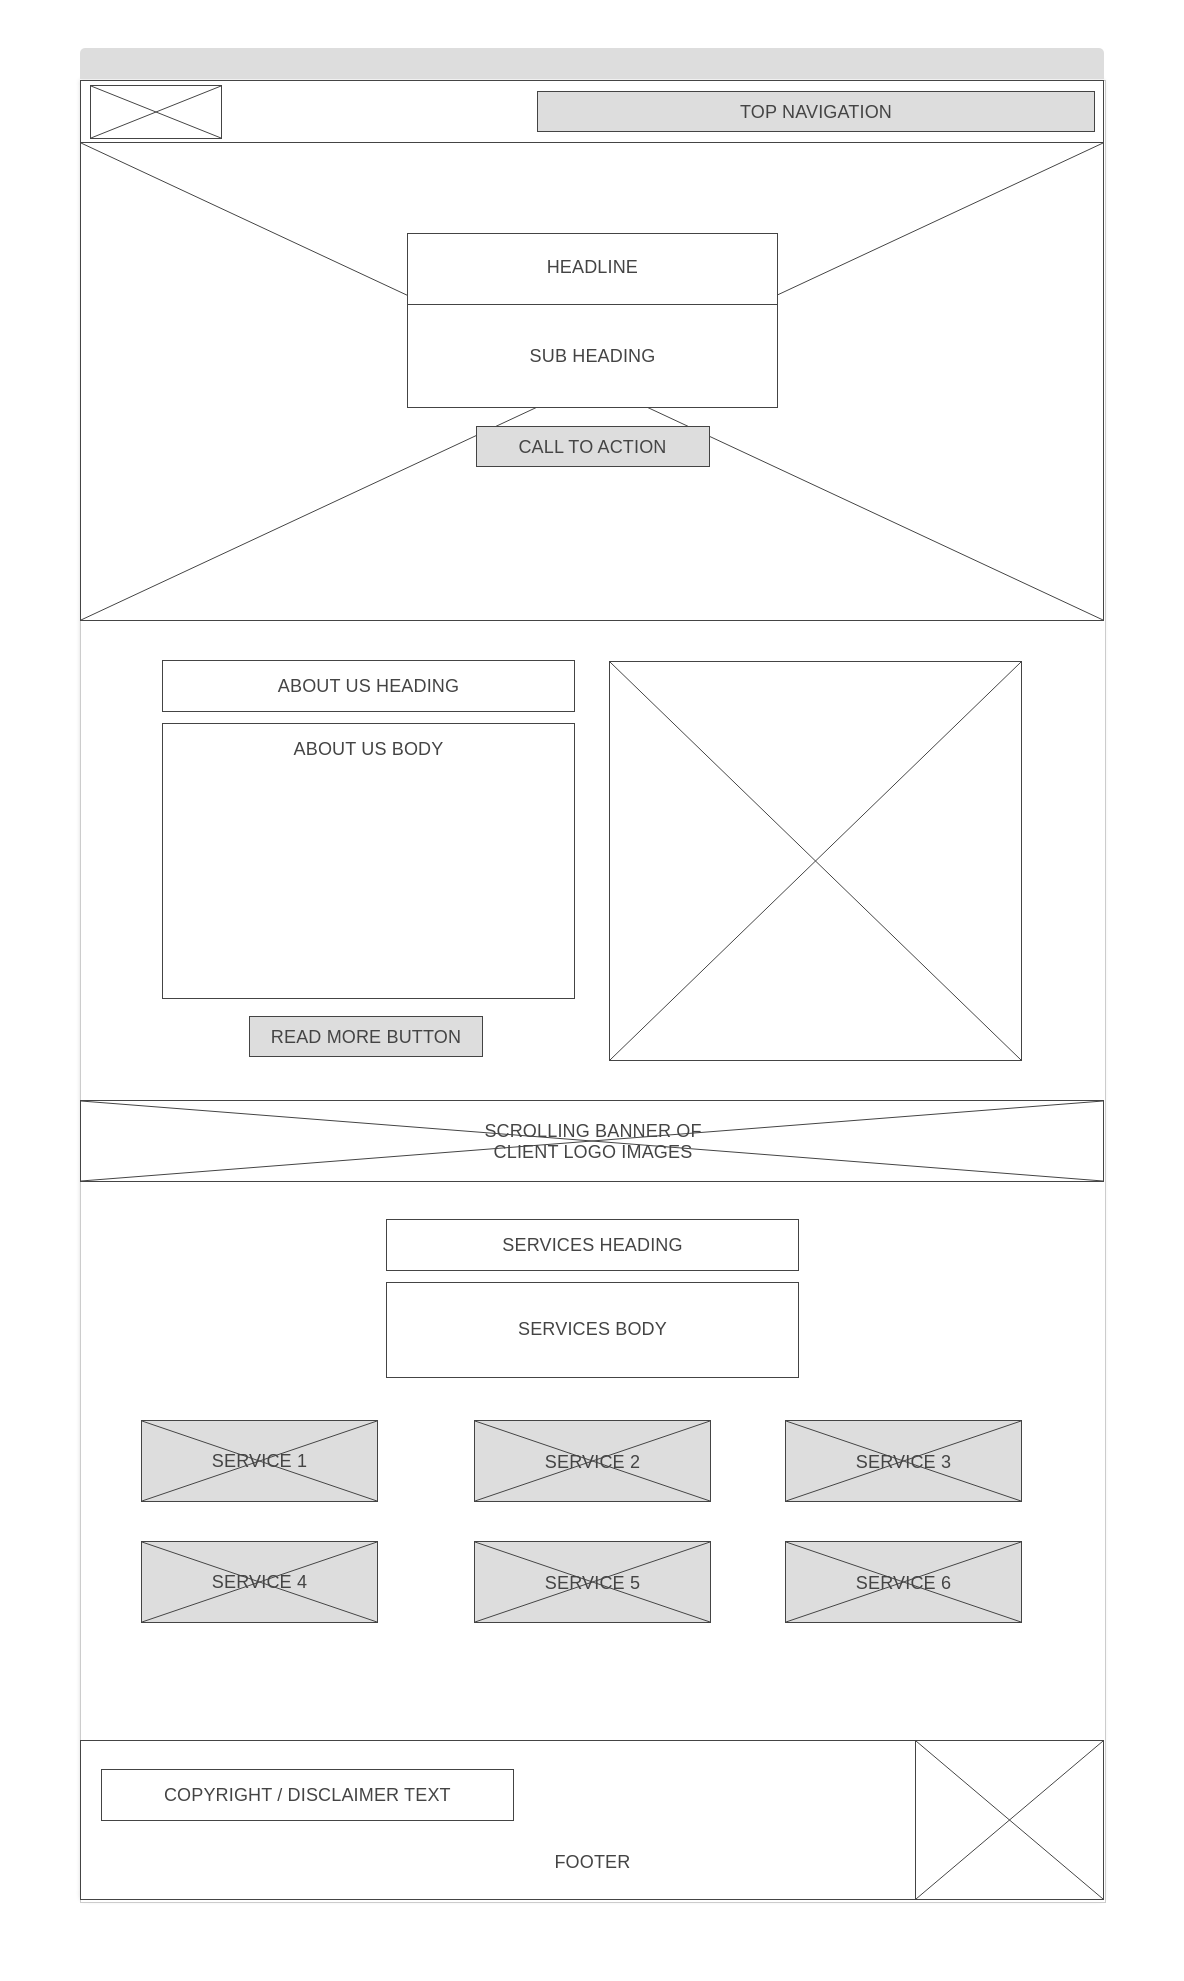 TOP NAVIGATION
HEADLINE
SUB HEADING
CALL TO ACTION
ABOUT US HEADING
ABOUT US BODY
READ MORE BUTTON
SCROLLING BANNER OF
CLIENT LOGO IMAGES
SERVICES HEADING
SERVICES BODY
SERVICE 1
SERVICE 2
SERVICE 3
SERVICE 4
SERVICE 5
SERVICE 6
COPYRIGHT / DISCLAIMER TEXT
FOOTER